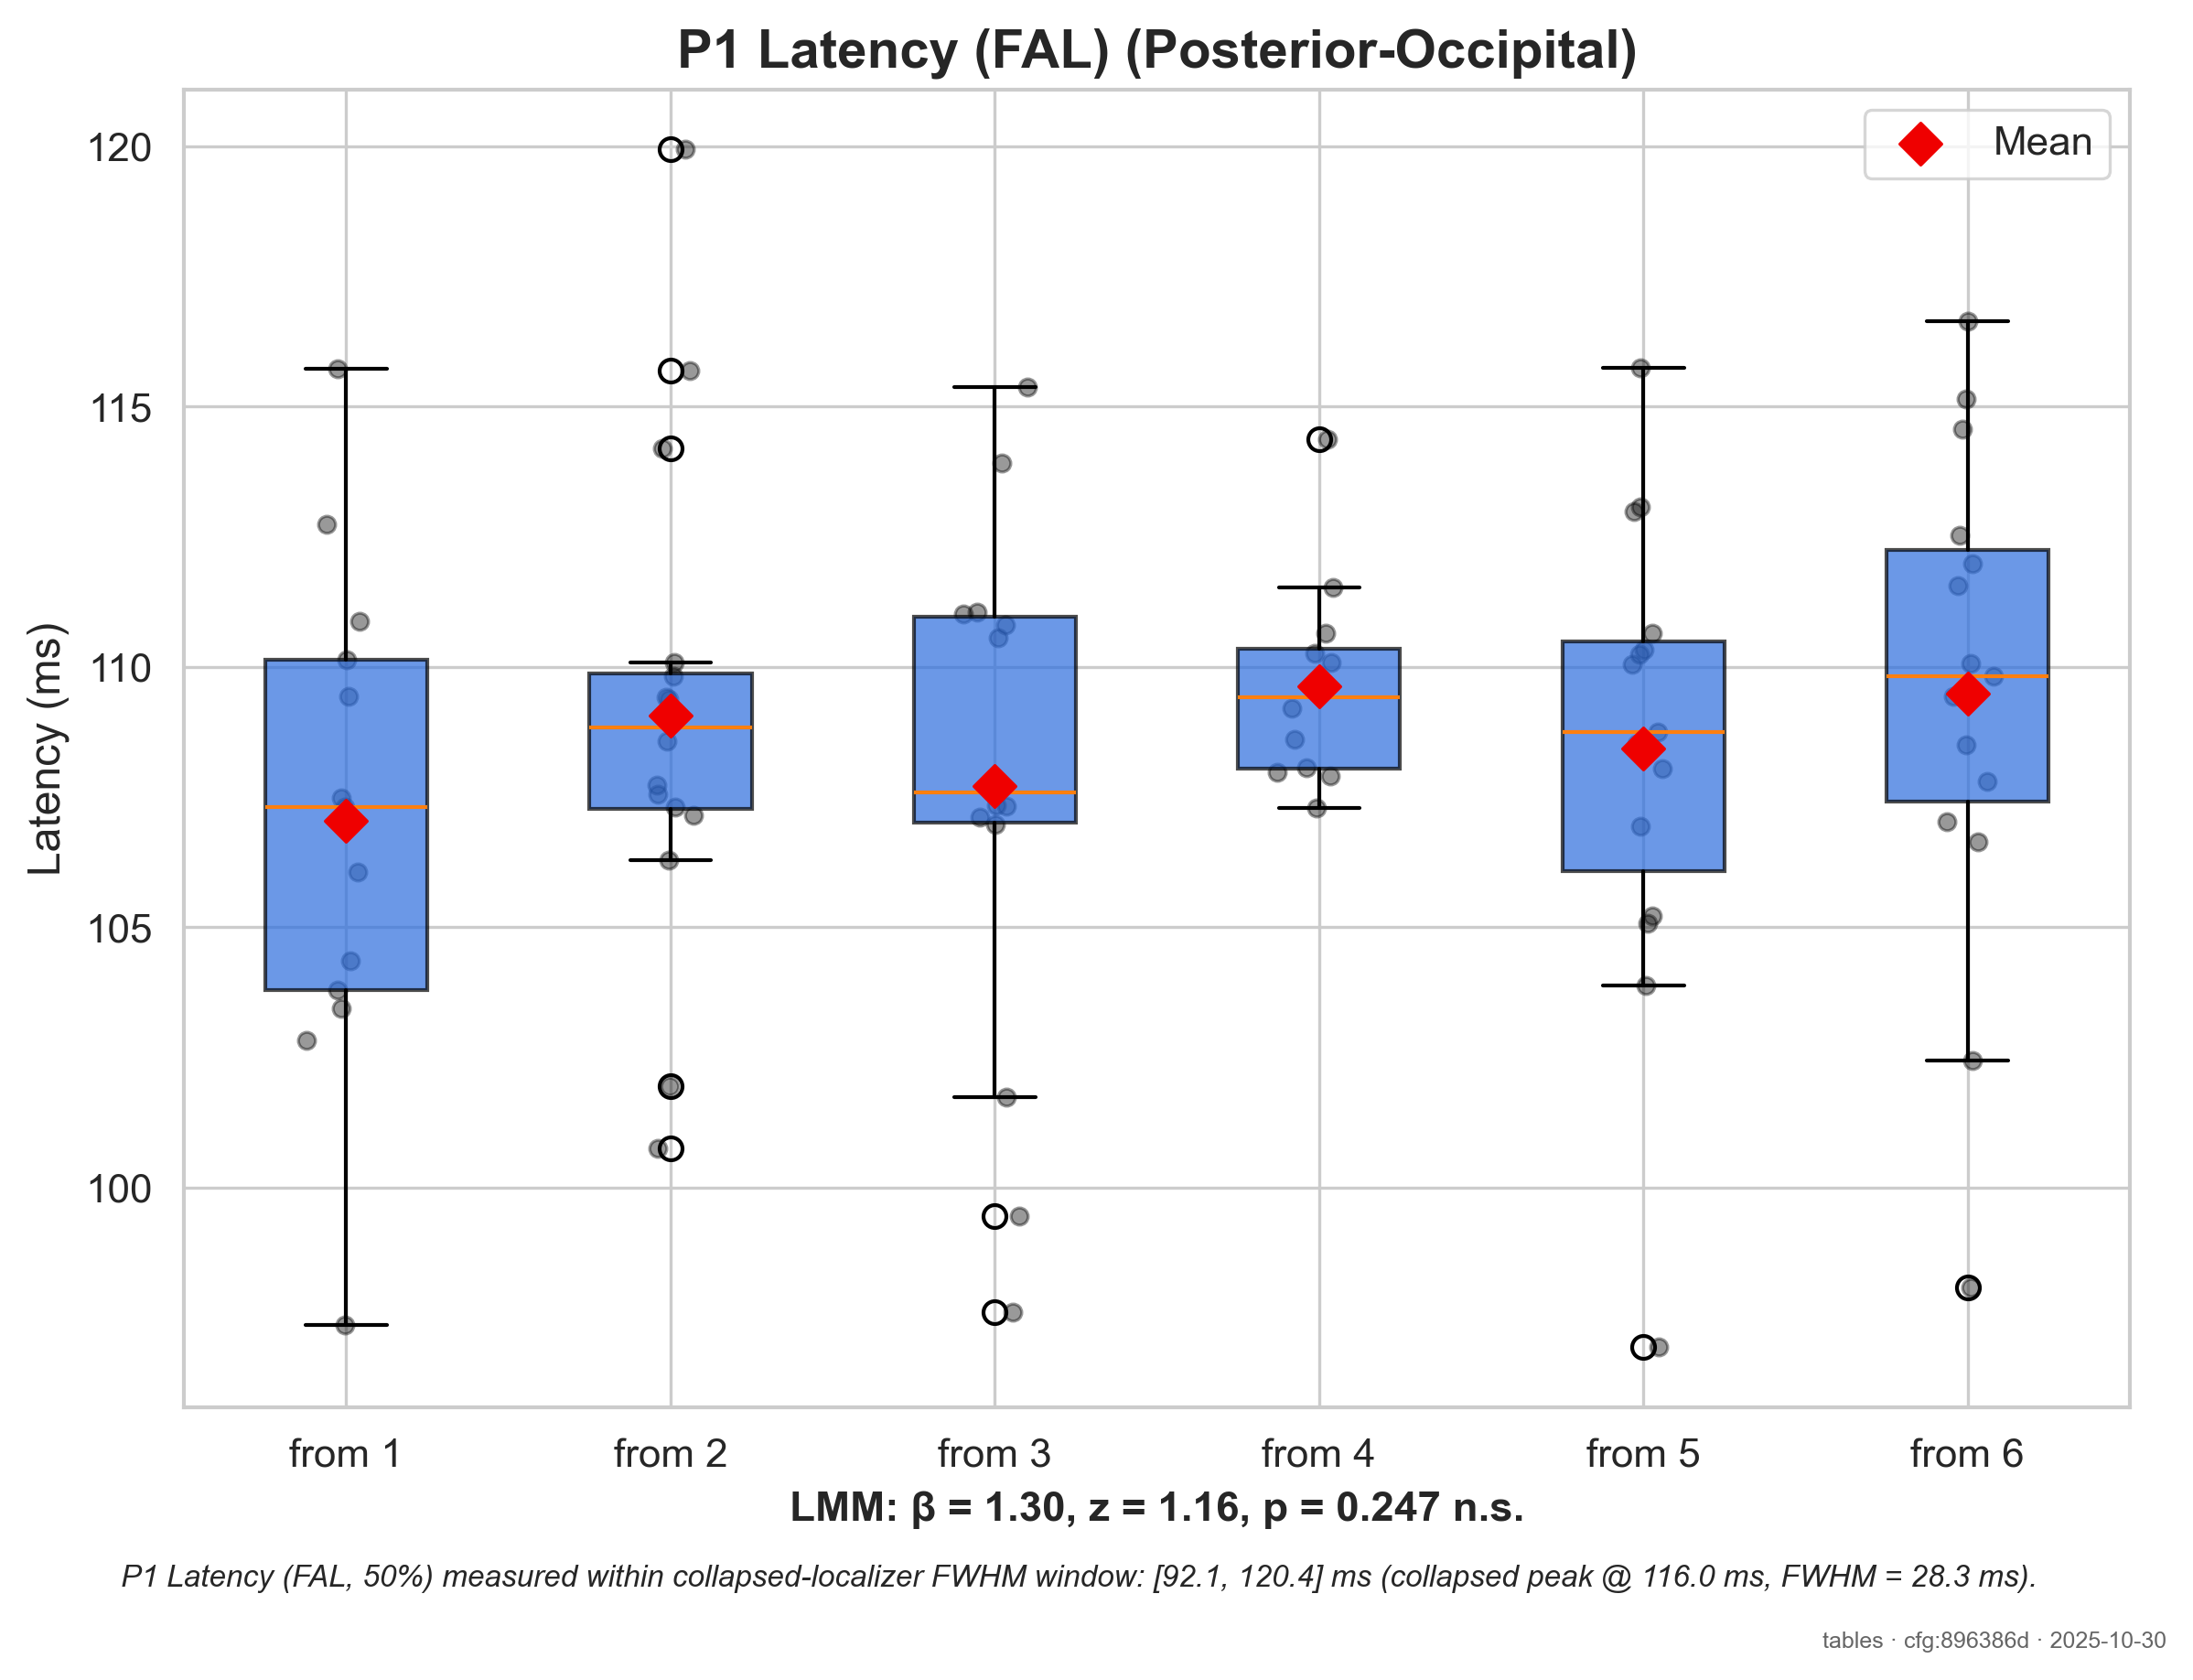 P1 Latency (FAL) (Posterior-Occipital)
Mean
Latency (ms)
120
115
110
105
100
from 1 from 2 from 3 from 4 from 5 from 6
LMM: β = 1.30, z = 1.16, p = 0.247 n.s.
P1 Latency (FAL, 50%) measured within collapsed-localizer FWHM window: [92.1, 120.4] ms (collapsed peak @ 116.0 ms, FWHM = 28.3 ms).
tables · cfg:896386d · 2025-10-30